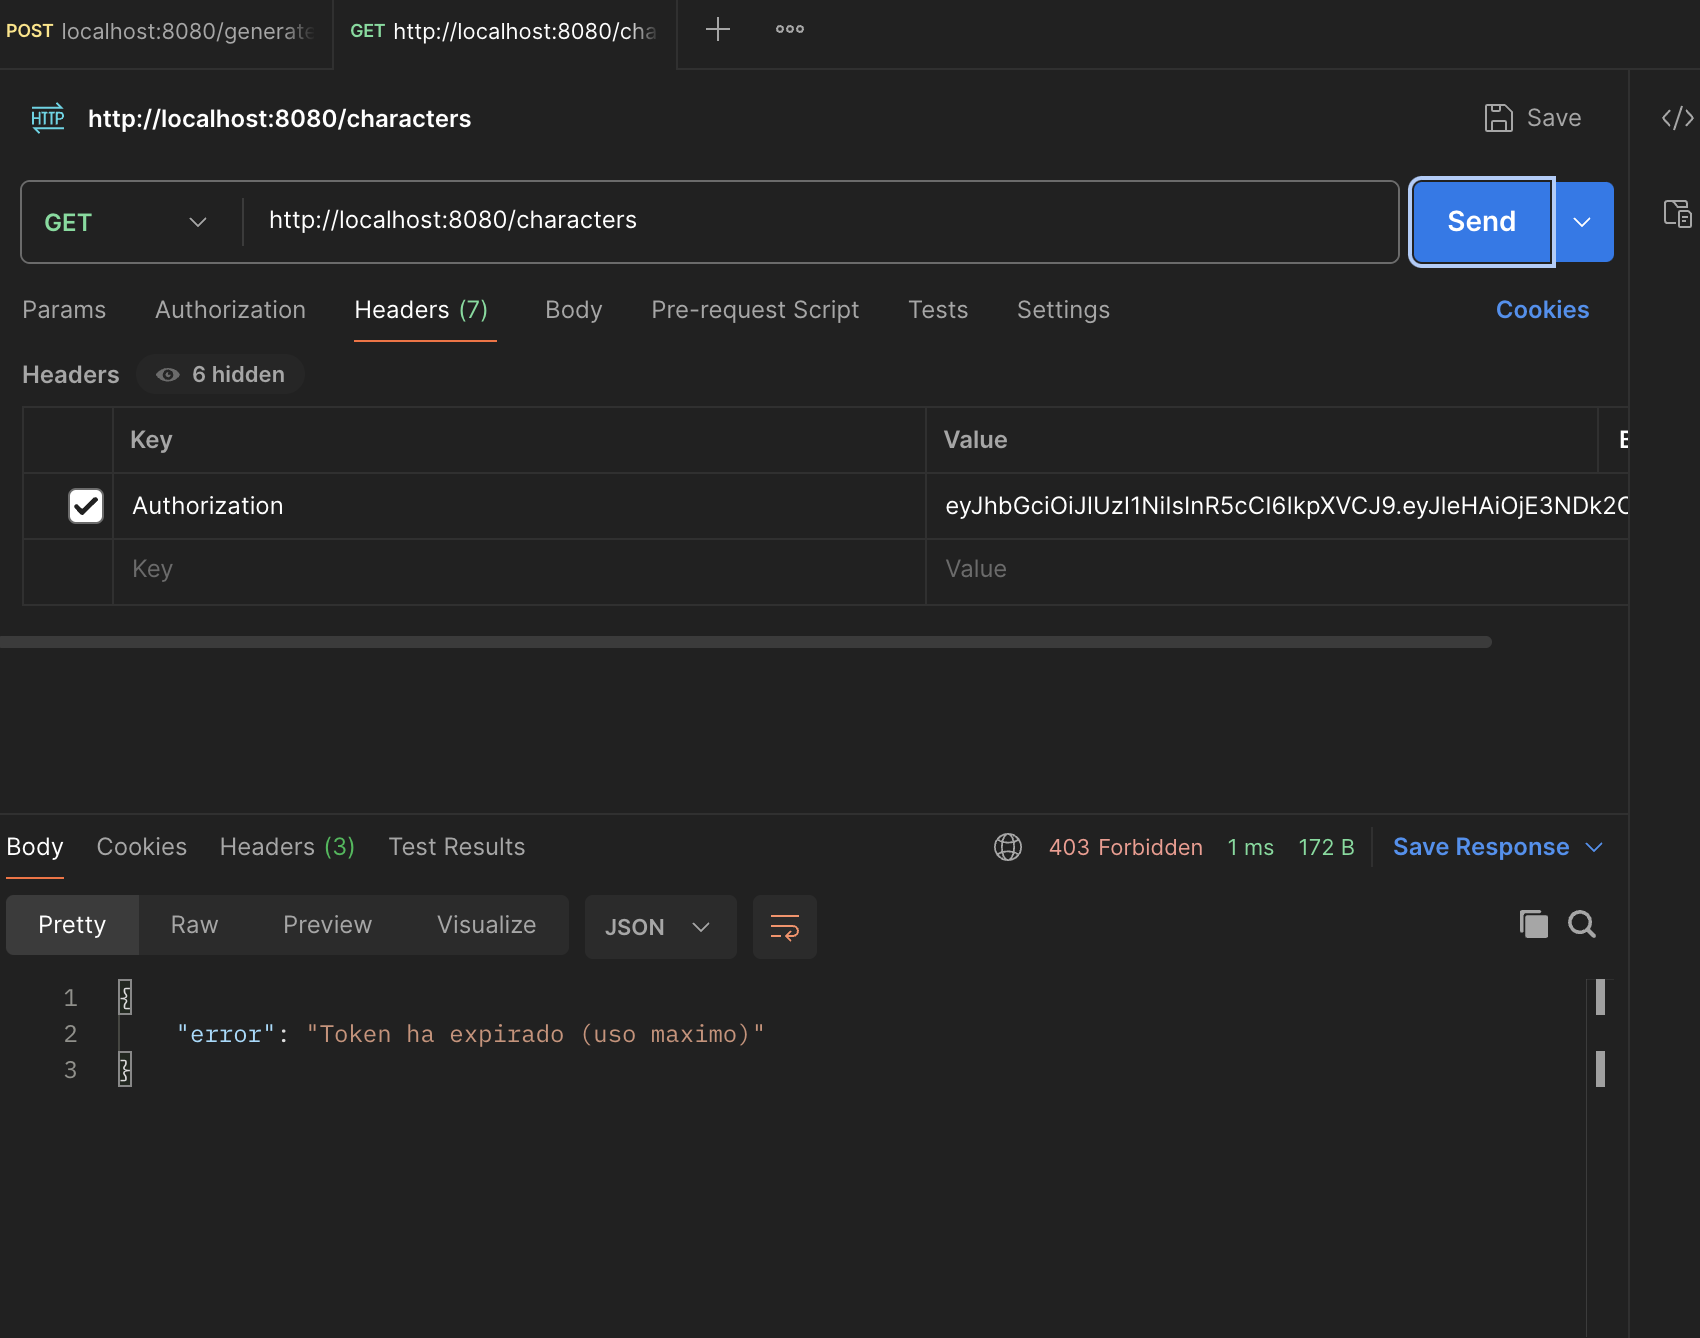 POST localhost:8080/generate
GET http://localhost:8080/cha
HTTP http://localhost:8080/characters
Save
GET http://localhost:8080/characters
Send
Params Authorization Headers (7) Body Pre-request Script Tests Settings Cookies
Headers 6 hidden
Key Value
Authorization eyJhbGciOiJIUzI1NiIsInR5cCI6IkpXVCJ9.eyJleHAiOjE3NDk2
Key Value
Body Cookies Headers (3) Test Results 403 Forbidden 1 ms 172 B Save Response
Pretty Raw Preview Visualize JSON
1 {
2 "error": "Token ha expirado (uso maximo)"
3 }